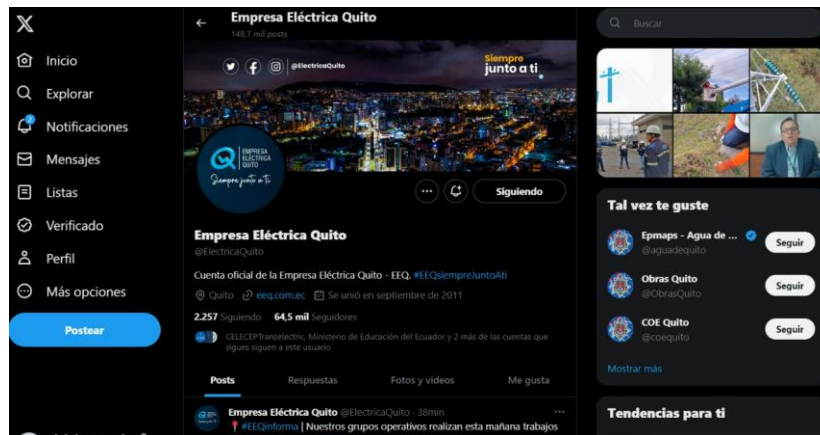 Inicio
Explorar
2
Notificaciones
Mensajes
Listas
Verificado
Perfil
Más opciones
Postear
Empresa Eléctrica Quito
148,7 mil posts
@ElectricaQuito
Siempre
junto a ti
EMPRESA
ELÉCTRICA
QUITO
Siempre junto a ti
Siguiendo
Empresa Eléctrica Quito
@ElectricaQuito
Cuenta oficial de la Empresa Eléctrica Quito - EEQ, #EEQsiempreJuntoAti
Quito eeq.com.ec Se unió en septiembre de 2011
2.257 Siguiendo 64,5 mil Seguidores
CELECEPTranselectric, Ministerio de Educación del Ecuador y 2 más de las cuentas que
sigues siguen a este usuario
Posts Respuestas Fotos y videos Me gusta
Empresa Eléctrica Quito @ElectricaQuito · 38min
#EEQinforma | Nuestros grupos operativos realizan esta mañana trabajos
Buscar
Tal vez te guste
Epmaps - Agua de ...
@aguadequito
Seguir
Obras Quito
@ObrasQuito
Seguir
COE Quito
@coequito
Seguir
Mostrar más
Tendencias para ti